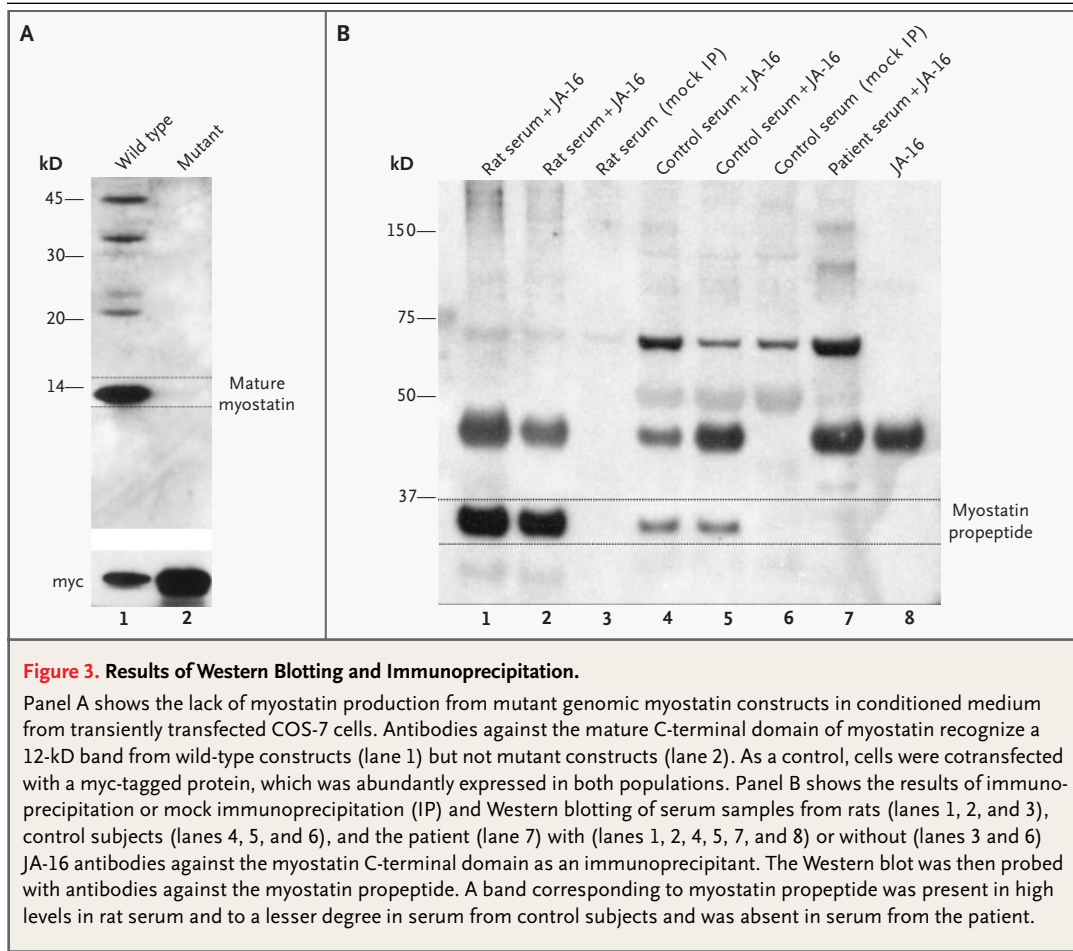 A
kD
Wild type
Mutant
45
30
20
14
Mature
myostatin
myc
1 2
B
kD
Rat serum + JA-16
Rat serum + JA-16
Rat serum (mock IP)
Control serum + JA-16
Control serum + JA-16
Control serum (mock IP)
Patient serum + JA-16
JA-16
150
75
50
37
Myostatin
propeptide
1 2 3 4 5 6 7 8
Figure 3. Results of Western Blotting and Immunoprecipitation.
Panel A shows the lack of myostatin production from mutant genomic myostatin constructs in conditioned medium
from transiently transfected COS-7 cells. Antibodies against the mature C-terminal domain of myostatin recognize a
12-kD band from wild-type constructs (lane 1) but not mutant constructs (lane 2). As a control, cells were cotransfected
with a myc-tagged protein, which was abundantly expressed in both populations. Panel B shows the results of immuno-
precipitation or mock immunoprecipitation (IP) and Western blotting of serum samples from rats (lanes 1, 2, and 3),
control subjects (lanes 4, 5, and 6), and the patient (lane 7) with (lanes 1, 2, 4, 5, 7, and 8) or without (lanes 3 and 6)
JA-16 antibodies against the myostatin C-terminal domain as an immunoprecipitant. The Western blot was then probed
with antibodies against the myostatin propeptide. A band corresponding to myostatin propeptide was present in high
levels in rat serum and to a lesser degree in serum from control subjects and was absent in serum from the patient.